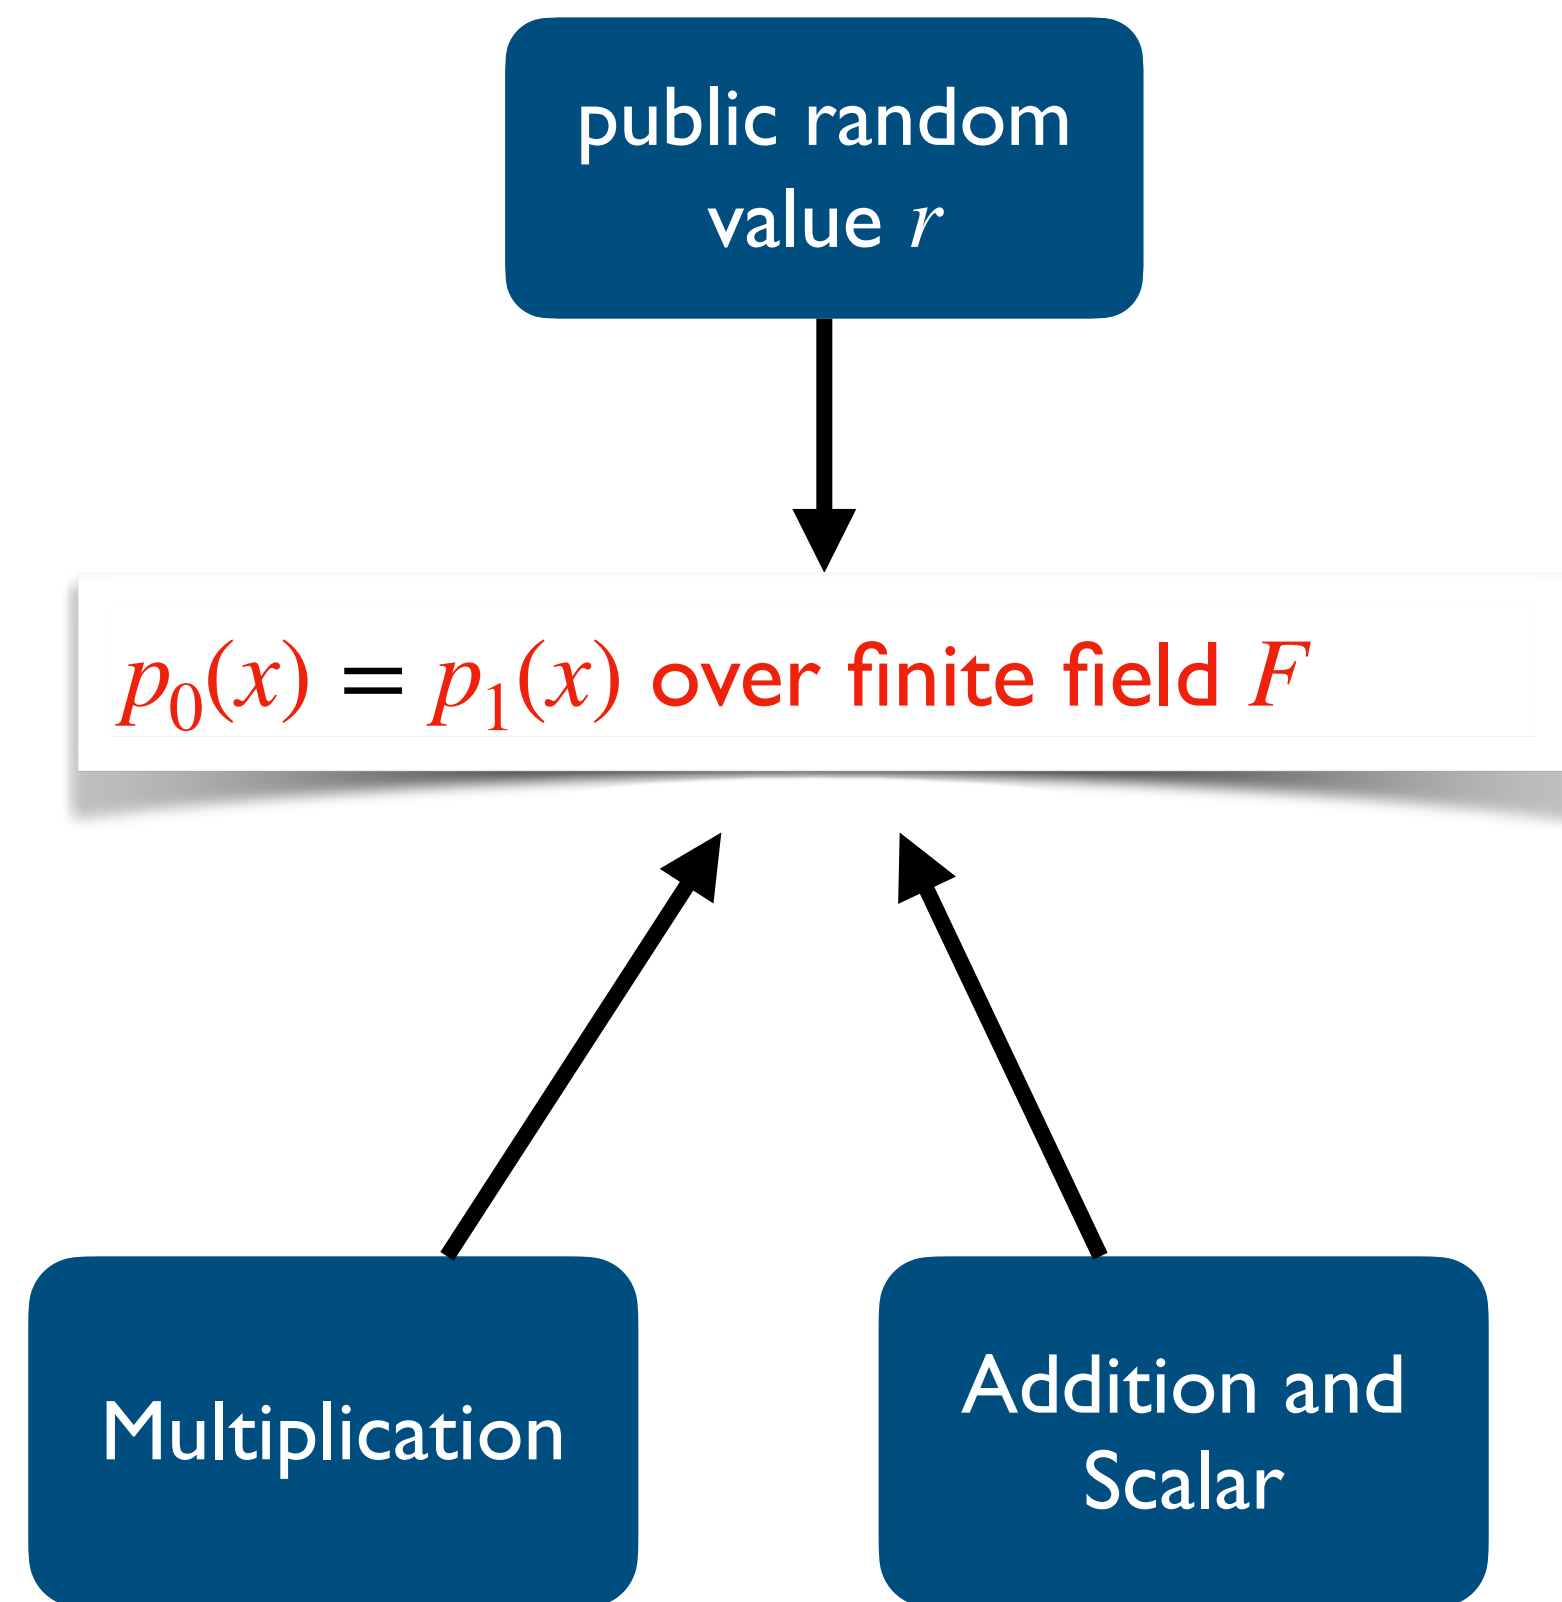 public random
value r
p₀(x) = p₁(x) over finite field F
Multiplication
Addition and
Scalar